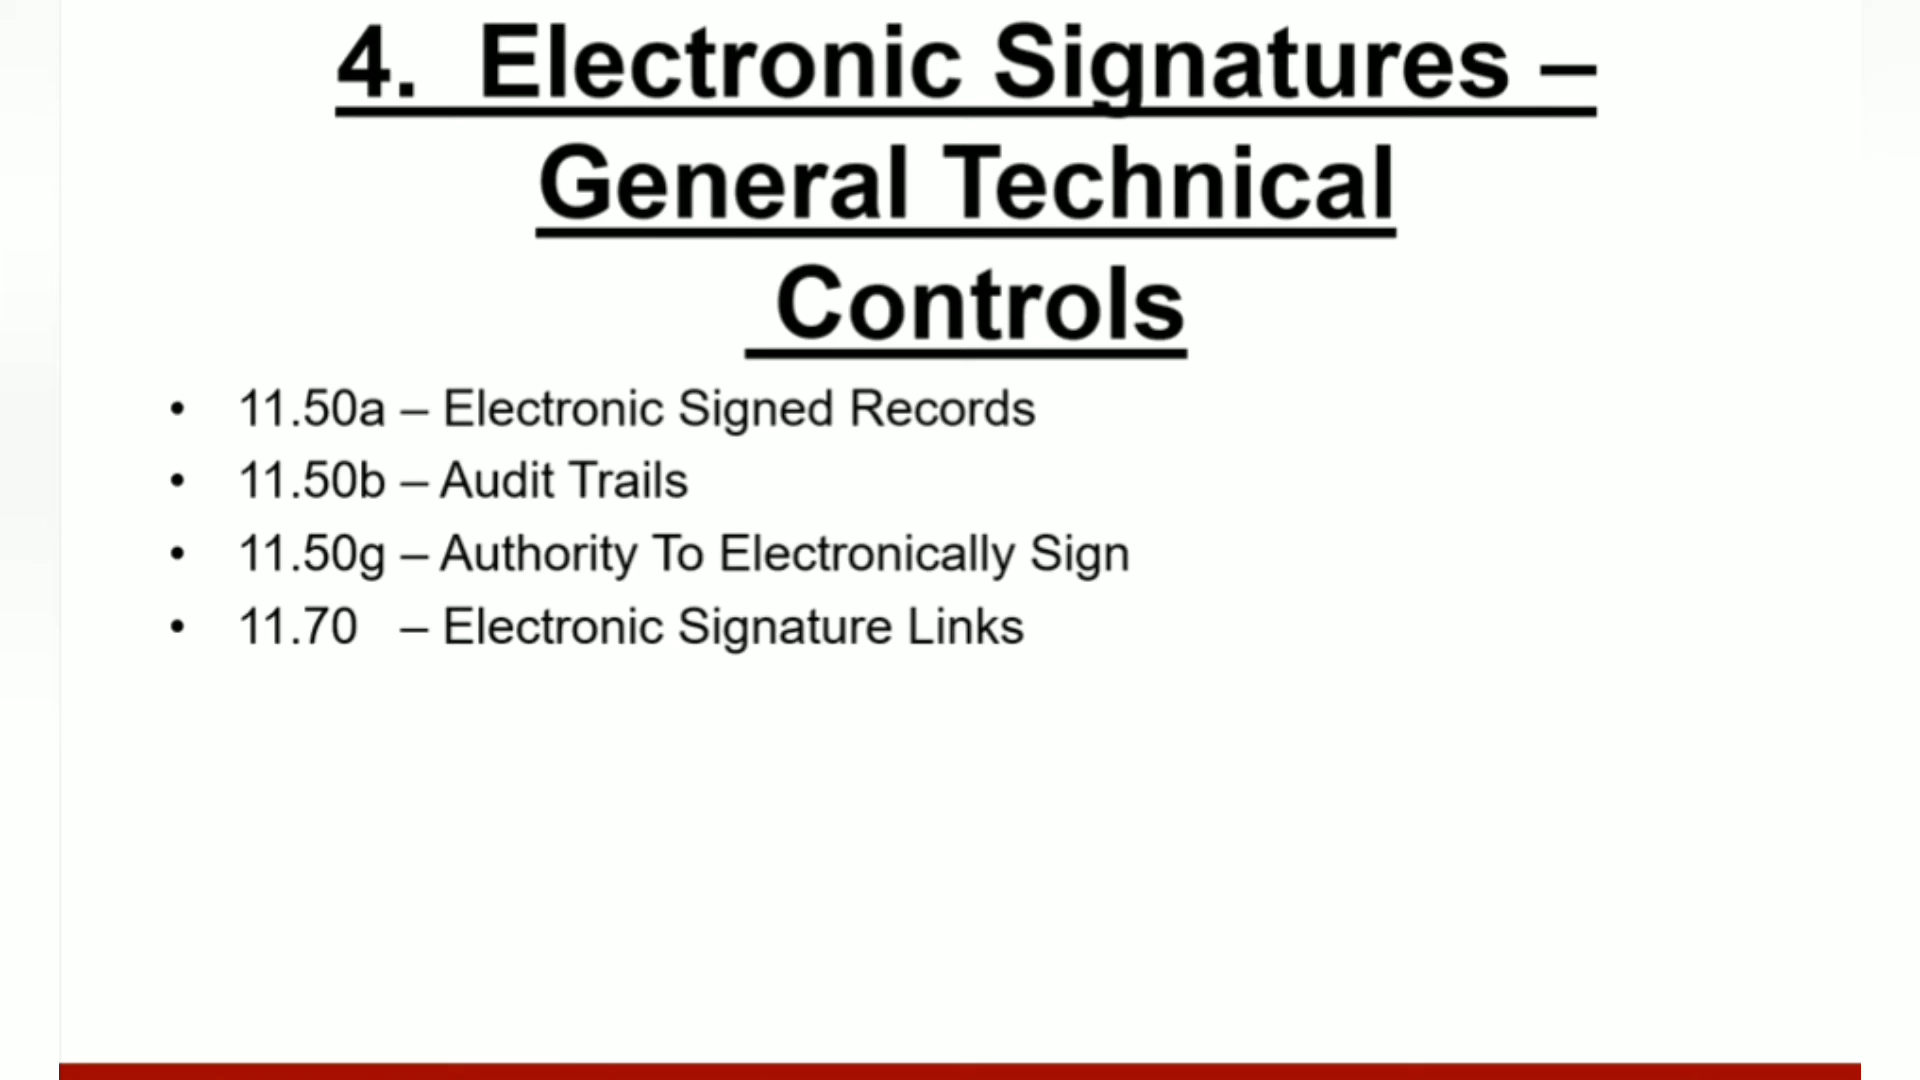 4. Electronic Signatures –
General Technical
Controls
• 11.50a – Electronic Signed Records
• 11.50b – Audit Trails
• 11.50g – Authority To Electronically Sign
• 11.70 – Electronic Signature Links